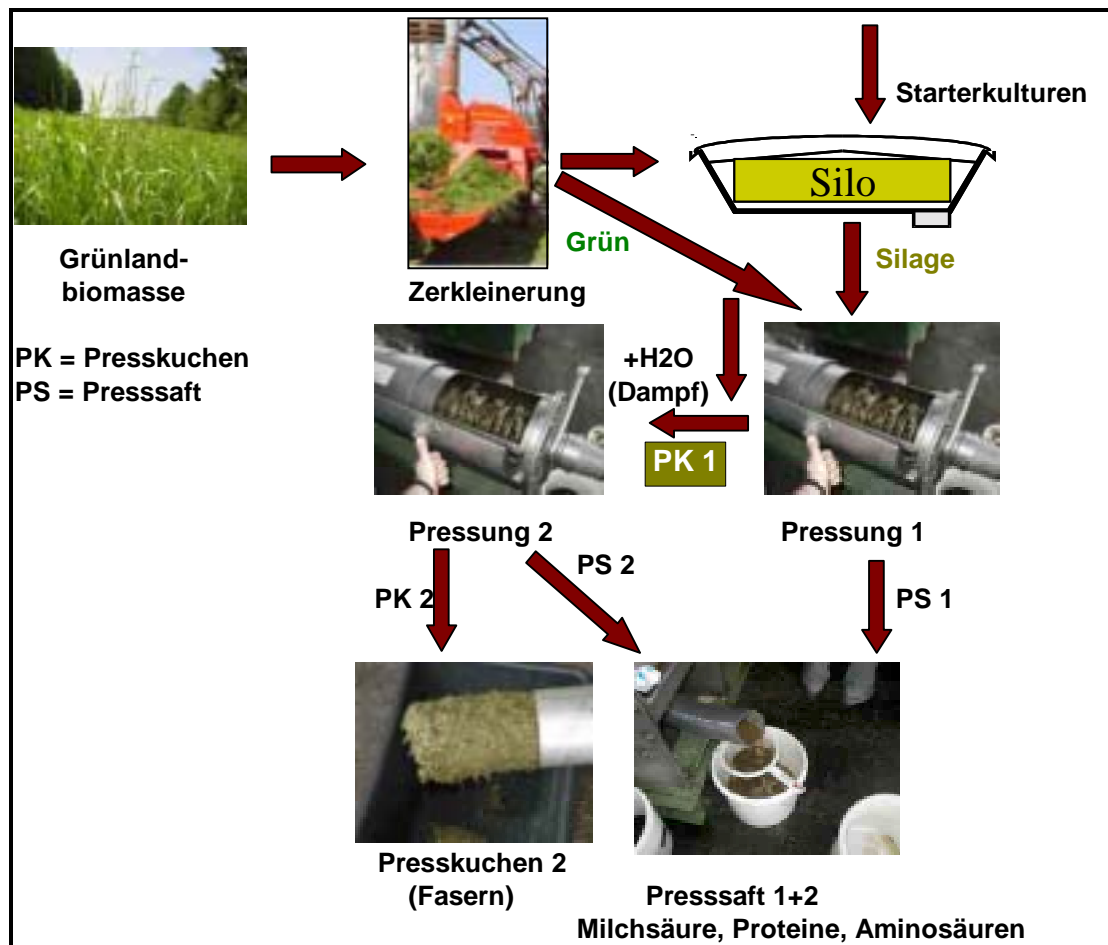 Starterkulturen
Silo
Grün
Silage
Grünland-
biomasse
Zerkleinerung
PK = Presskuchen
PS = Presssaft
+H2O
(Dampf)
PK 1
Pressung 2
Pressung 1
PS 2
PK 2
PS 1
Presskuchen 2
(Fasern)
Presssaft 1+2
Milchsäure, Proteine, Aminosäuren